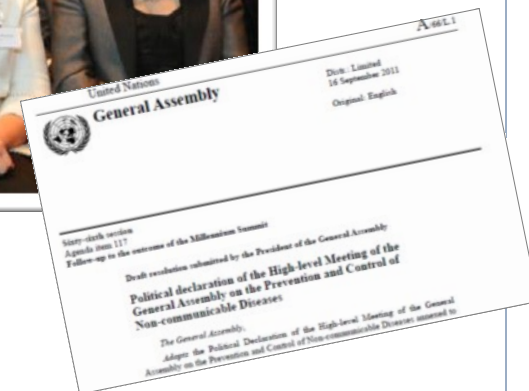 United Nations
A/66/L.1
General Assembly
Distr.: Limited
16 September 2011
Original: English
Sixty-sixth session
Agenda item 117
Follow-up to the outcome of the Millennium Summit
Draft resolution submitted by the President of the General Assembly
Political declaration of the High-level Meeting of the
General Assembly on the Prevention and Control of
Non-communicable Diseases
The General Assembly,
Adopts the Political Declaration of the High-level Meeting of the General
Assembly on the Prevention and Control of Non-communicable Diseases annexed to